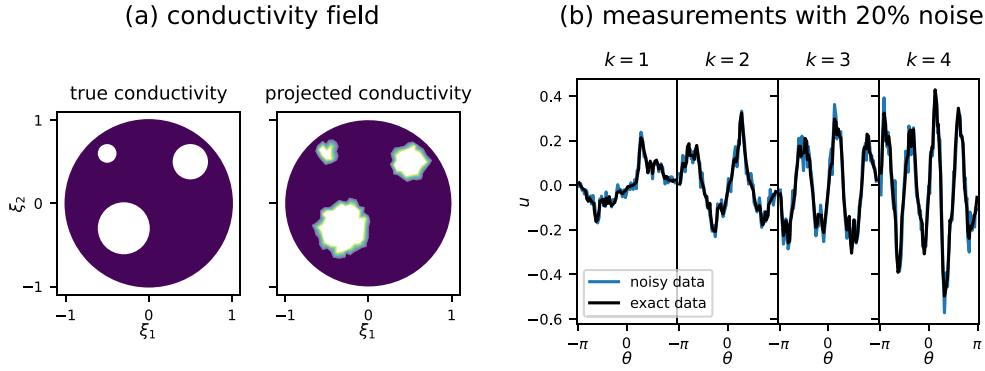 (a) conductivity field
true conductivity
projected conductivity
ξ₂
1
0
−1
−1 0 1
ξ₁
−1 0 1
ξ₁
(b) measurements with 20% noise
k = 1
k = 2
k = 3
k = 4
u
0.4
0.2
0.0
−0.2
−0.4
−0.6
noisy data
exact data
−π 0
−π 0
−π 0
−π 0 π
θ
θ
θ
θ